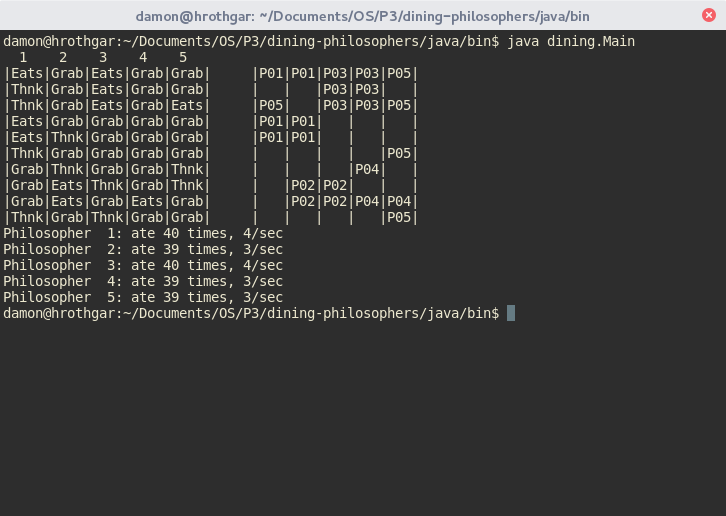 damon@hrothgar: ~/Documents/OS/P3/dining-philosophers/java/bin
damon@hrothgar:~/Documents/OS/P3/dining-philosophers/java/bin$ java dining.Main
  1    2    3    4    5
|Eats|Grab|Eats|Grab|Grab|     |P01|P01|P03|P03|P05|
|Thnk|Grab|Eats|Grab|Grab|     |   |   |P03|P03|   |
|Thnk|Grab|Eats|Grab|Eats|     |P05|   |P03|P03|P05|
|Eats|Grab|Grab|Grab|Grab|     |P01|P01|   |   |   |
|Eats|Thnk|Grab|Grab|Grab|     |P01|P01|   |   |   |
|Thnk|Grab|Grab|Grab|Grab|     |   |   |   |   |P05|
|Grab|Thnk|Grab|Grab|Thnk|     |   |   |   |P04|   |
|Grab|Eats|Thnk|Grab|Thnk|     |   |P02|P02|   |   |
|Grab|Eats|Grab|Eats|Grab|     |   |P02|P02|P04|P04|
|Thnk|Grab|Thnk|Grab|Grab|     |   |   |   |   |P05|
Philosopher  1: ate 40 times, 4/sec
Philosopher  2: ate 39 times, 3/sec
Philosopher  3: ate 40 times, 4/sec
Philosopher  4: ate 39 times, 3/sec
Philosopher  5: ate 39 times, 3/sec
damon@hrothgar:~/Documents/OS/P3/dining-philosophers/java/bin$